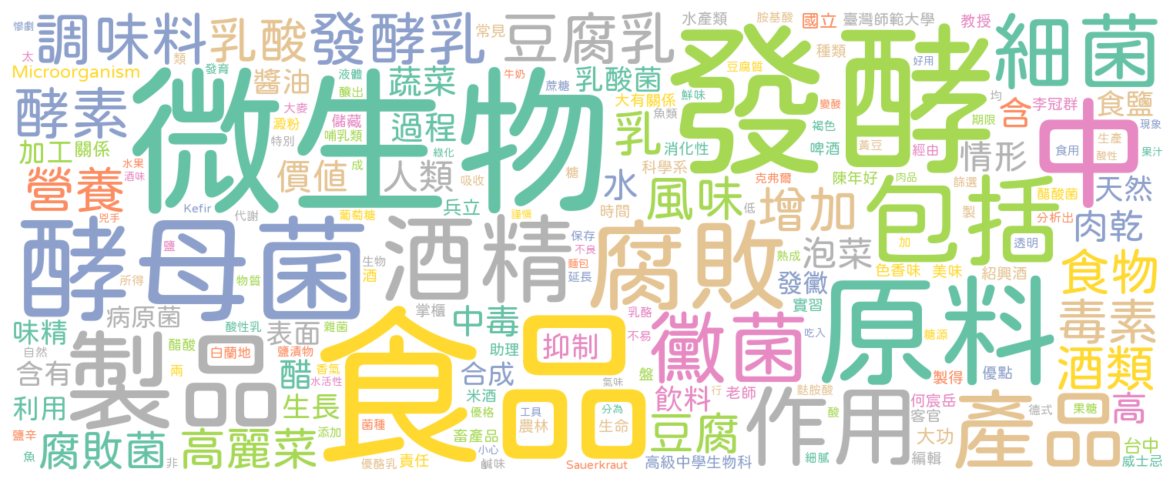 慘劇
調味料
乳酸
發酵乳
常見
豆腐乳
水產類
胺基酸
國立
臺灣師範大學
教授
細菌
太
類
種類
好用
Microorganism
發育
醬油
液體
釀出
蔬菜
牛奶
蔗糖
乳酸菌
豆腐質
發酵
均
李冠群
食鹽
酵素
微生物
大麥
澱粉
儲藏
哺乳類
過程
大有關係
鮮味
魚類
乳
變酸
褐色
啤酒
黃豆
期限
含
中
現象
生產
食用
酸性
果汁
加工
關係
特別
綠化
消化性
科學系
經由
情形
水果
酒味
營養
價值
成
人類
吸收
糖
水
風味
克弗爾
陳年好
肉品
篩選
醋酸菌
天然
兇手
Kefir
代謝
葡萄糖
兵立
謹慎
時間
低
增加
包括
製
分析出
肉乾
酵母菌
鹽
酒精
保存
不良
腐敗
泡菜
熟成
加
透明
所得
物質
生物
酒
麵包
延長
發黴
色香味
美味
紹興酒
食物
病原菌
掌櫃
實習
原料
毒素
味精
酸性乳
雜菌
表面
中毒
乳酪
不易
黴菌
吃入
糖源
自然
醋酸
白蘭地
鹽漬物
助理
抑制
製品
食品
含有
兩
香氣
水活性
醋
合成
氣味
盤
製得
優點
酒類
利用
生長
米酒
優格
飲料
行
老師
麩胺酸
作用
何宸岳
客官
產品
德式
果糖
高
鹽辛
添加
菌種
工具
農林
分為
生命
豆腐
酸
大功
台中
魚
腐敗菌
非
高麗菜
優酪乳
責任
畜產品
小心
鹹味
Sauerkraut
高級中學生物科
細膩
編輯
威士忌